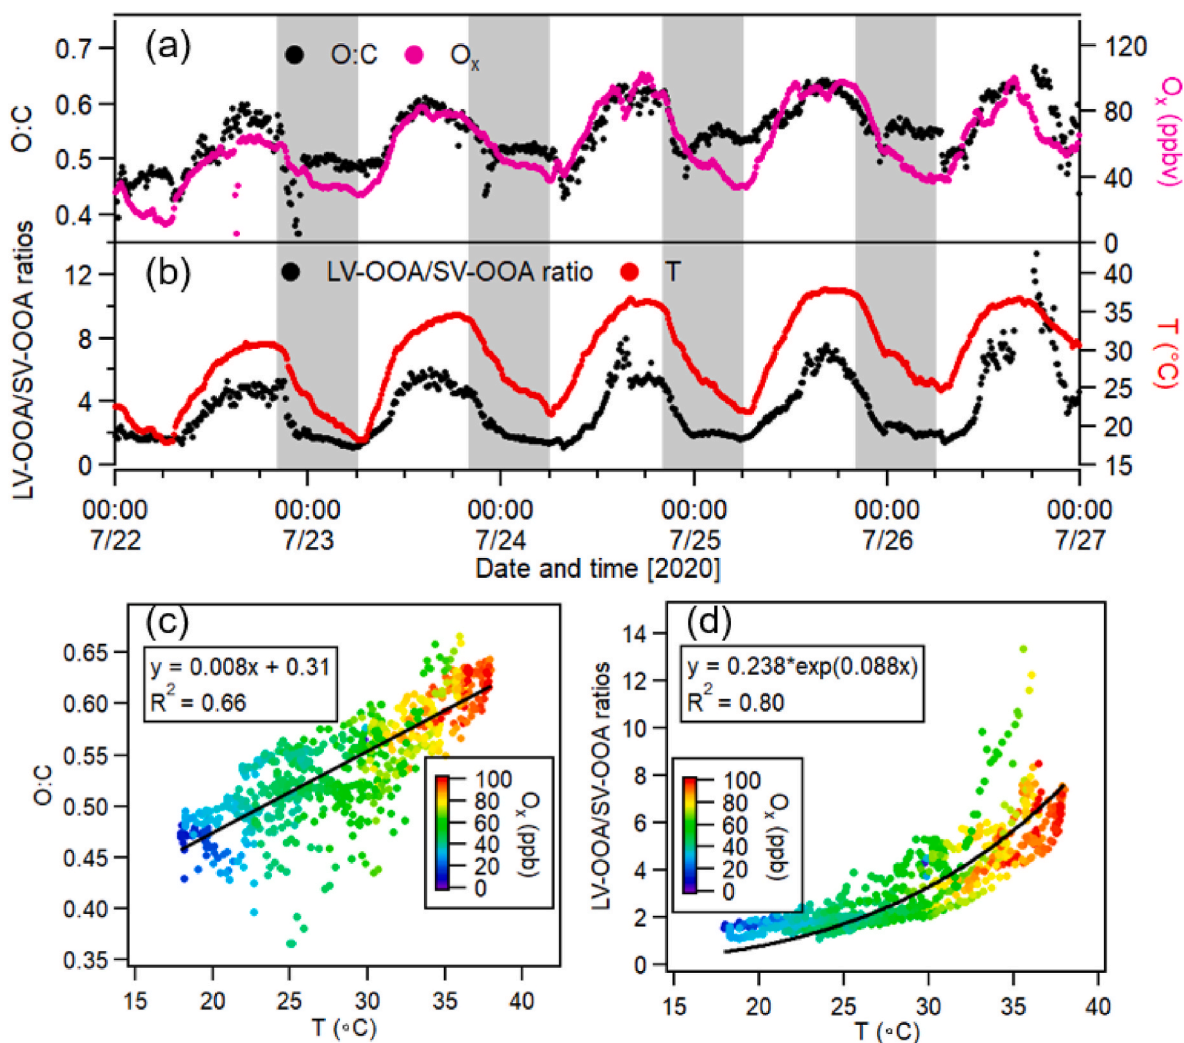 (a)
O:C
Oₓ
0.7
0.6
0.5
0.4
O:C
120
80
40
0
Oₓ (ppbv)
(b)
LV-OOA/SV-OOA ratio
T
12
8
4
0
LV-OOA/SV-OOA ratios
40
35
30
25
20
15
T (°C)
00:00 00:00 00:00 00:00 00:00 00:00
7/22 7/23 7/24 7/25 7/26 7/27
Date and time [2020]
(c)
y = 0.008x + 0.31
R² = 0.66
0.65
0.60
0.55
0.50
0.45
0.40
0.35
O:C
100
80
60
40
20
0
Oₓ (ppb)
15 20 25 30 35 40
T (°C)
(d)
y = 0.238*exp(0.088x)
R² = 0.80
14
12
10
8
6
4
2
0
LV-OOA/SV-OOA ratios
100
80
60
40
20
0
Oₓ (ppb)
15 20 25 30 35 40
T (°C)